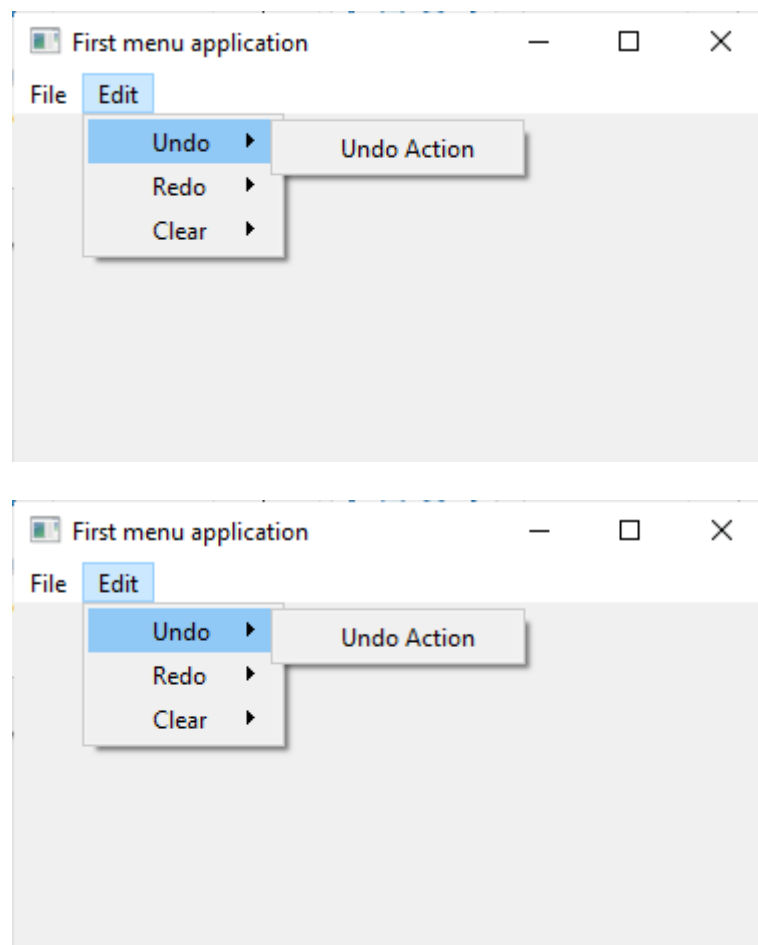 First menu application
File Edit
Undo Undo Action
Redo
Clear
First menu application
File Edit
Undo Undo Action
Redo
Clear